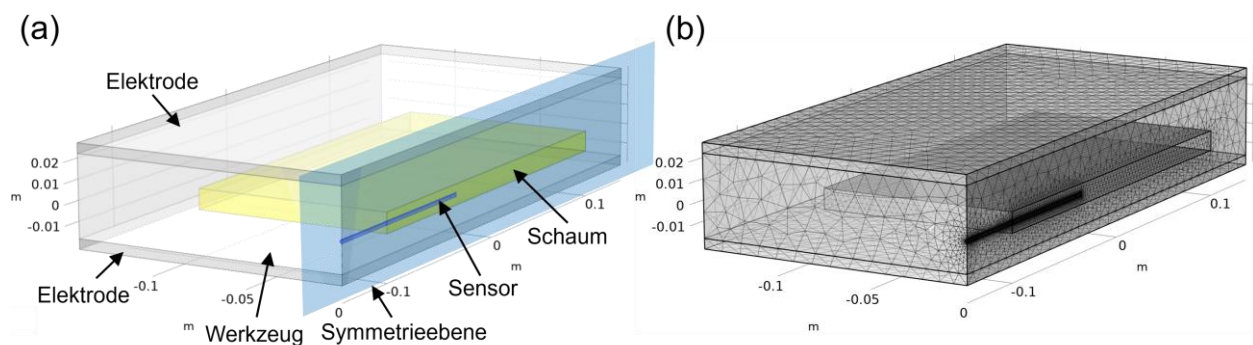 (a)
Elektrode
0.02
0.01
0
-0.01
m
Elektrode
-0.1
-0.05
0
m
Werkzeug
Symmetrieebene
-0.1
0
0.1
m
Sensor
Schaum
(b)
0.02
0.01
0
-0.01
m
-0.1
-0.05
0
m
-0.1
0
0.1
m